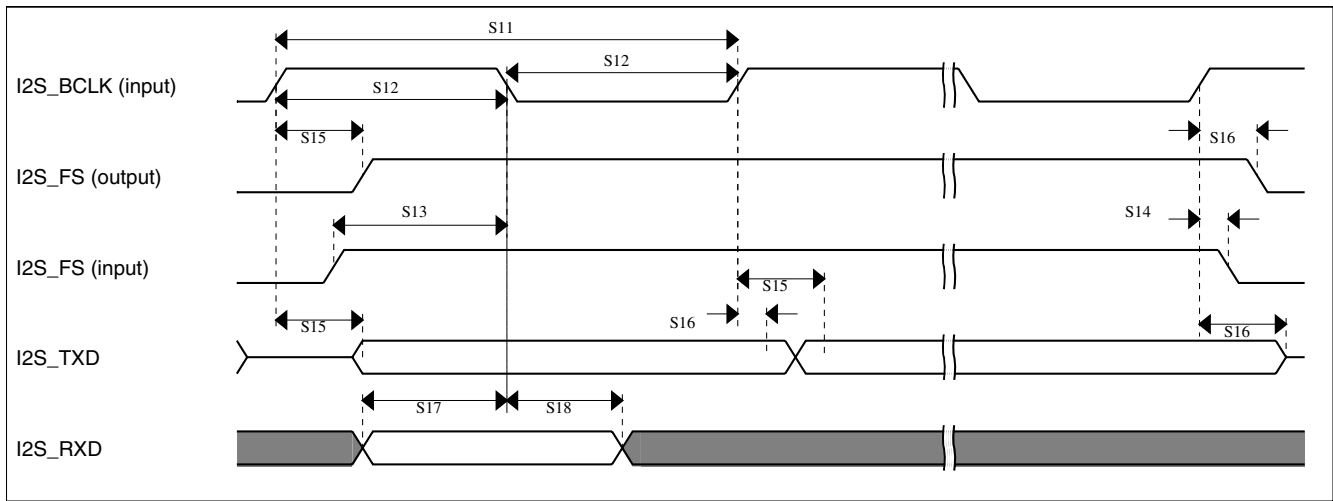 S11
I2S_BCLK (input)
S12
S12
S15
S16
I2S_FS (output)
S13
S14
I2S_FS (input)
S15
S16
S15
S16
I2S_TXD
S17
S18
I2S_RXD